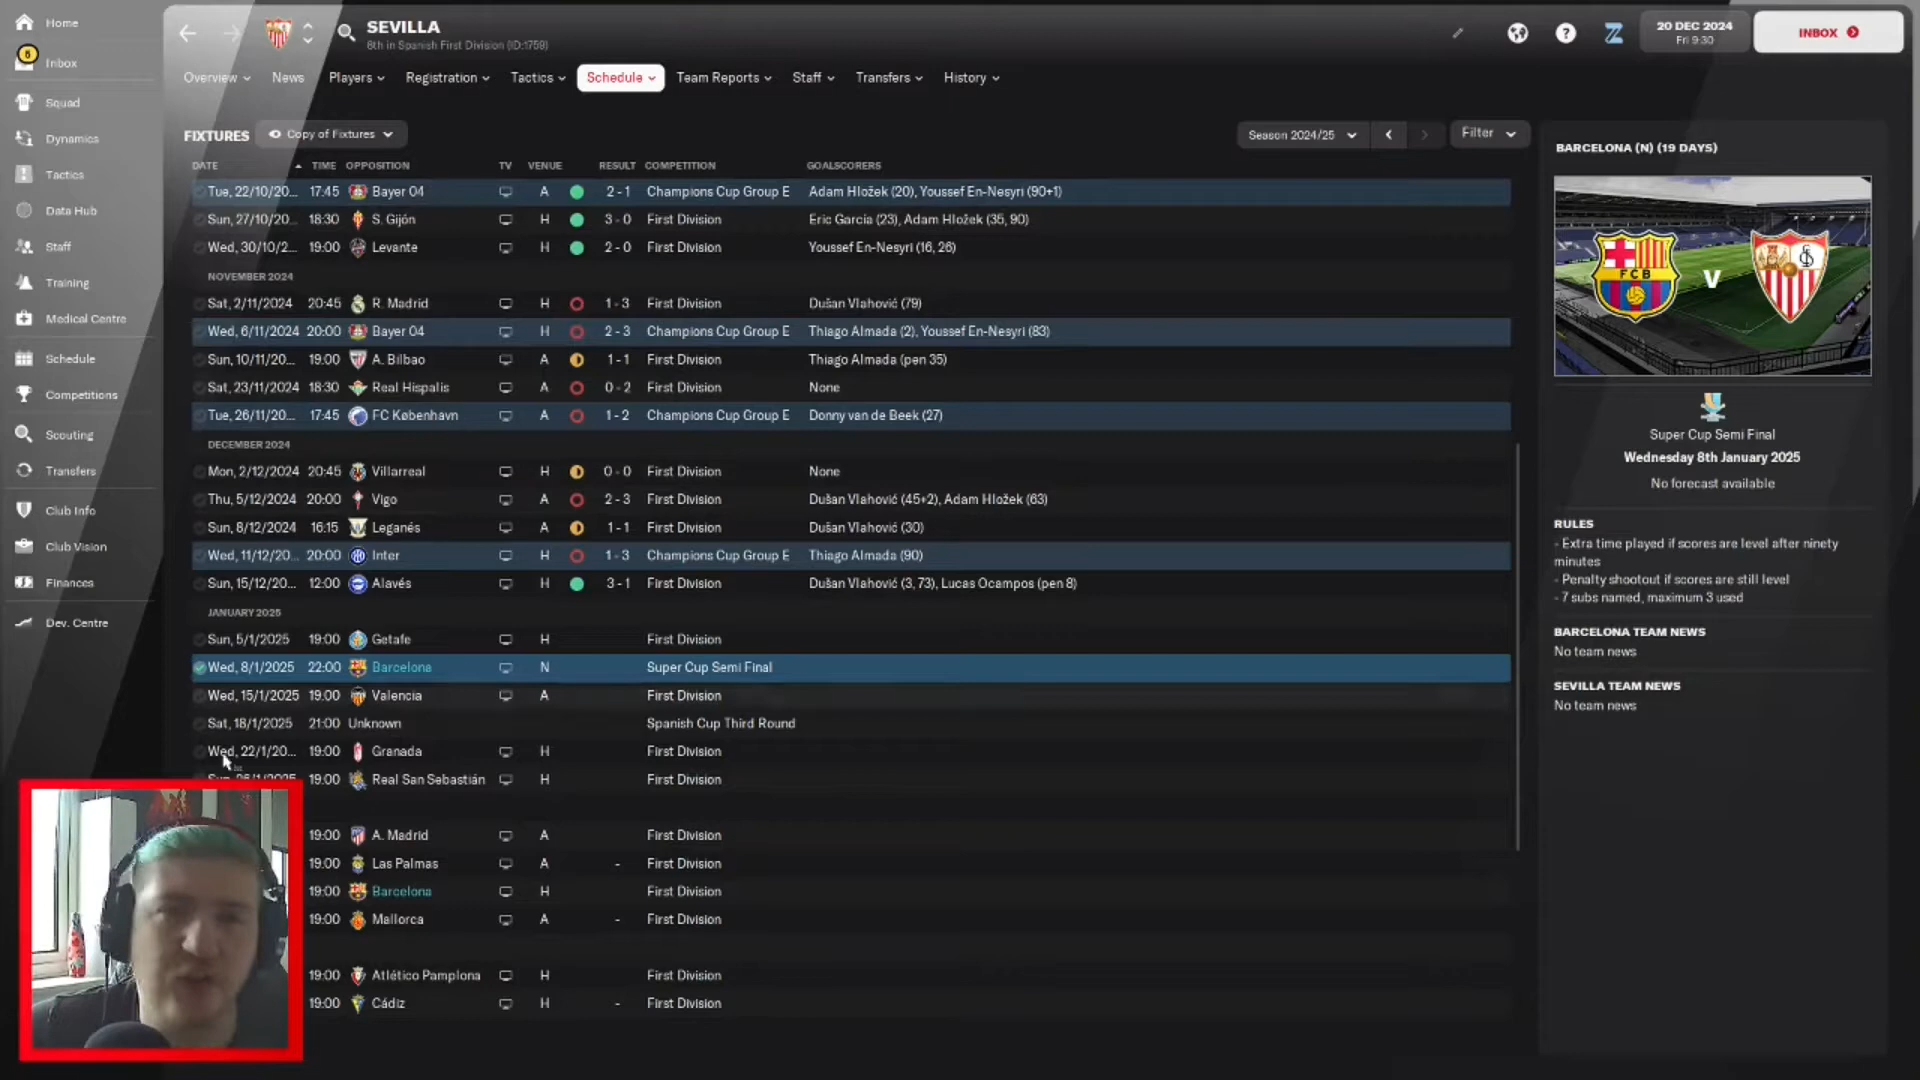 Home
6
Inbox
Squad
Dynamics
Tactics
Data Hub
Staff
Training
Medical Centre
Schedule
Competitions
Scouting
Transfers
Club Info
Club Vision
Finances
Dev. Centre
SEVILLA
6th in Spanish First Division (ID:1759)
20 DEC 2024
Fri 9:30
INBOX
Overview News Players Registration Tactics Schedule Team Reports Staff Transfers History
FIXTURES Copy of Fixtures Season 2024/25 Filter
DATE TIME OPPOSITION TV VENUE RESULT COMPETITION GOALSCORERS
Tue, 22/10/20... 17:45 Bayer 04 A 2 - 1 Champions Cup Group E Adam Hložek (20), Youssef En-Nesyri (90+1)
Sun, 27/10/20... 18:30 S. Gijón H 3 - 0 First Division Eric García (23), Adam Hložek (35, 90)
Wed, 30/10/2... 19:00 Levante H 2 - 0 First Division Youssef En-Nesyri (16, 26)
NOVEMBER 2024
Sat, 2/11/2024 20:45 R. Madrid H 1 - 3 First Division Dušan Vlahović (79)
Wed, 6/11/2024 20:00 Bayer 04 H 2 - 3 Champions Cup Group E Thiago Almada (2), Youssef En-Nesyri (83)
Sun, 10/11/20... 19:00 A. Bilbao A 1 - 1 First Division Thiago Almada (pen 35)
Sat, 23/11/2024 18:30 Real Hispalis A 0 - 2 First Division None
Tue, 26/11/20... 17:45 FC København A 1 - 2 Champions Cup Group E Donny van de Beek (27)
DECEMBER 2024
Mon, 2/12/2024 20:45 Villarreal H 0 - 0 First Division None
Thu, 5/12/2024 20:00 Vigo A 2 - 3 First Division Dušan Vlahović (45+2), Adam Hložek (63)
Sun, 8/12/2024 16:15 Leganés A 1 - 1 First Division Dušan Vlahović (30)
Wed, 11/12/20... 20:00 Inter H 1 - 3 Champions Cup Group E Thiago Almada (90)
Sun, 15/12/20... 12:00 Alavés H 3 - 1 First Division Dušan Vlahović (3, 73), Lucas Ocampos (pen 8)
JANUARY 2025
Sun, 5/1/2025 19:00 Getafe H First Division
Wed, 8/1/2025 22:00 Barcelona N Super Cup Semi Final
Wed, 15/1/2025 19:00 Valencia A First Division
Sat, 18/1/2025 21:00 Unknown Spanish Cup Third Round
Wed, 22/1/20... 19:00 Granada H First Division
Sun, 26/1/2025 19:00 Real San Sebastián H First Division
19:00 A. Madrid A First Division
19:00 Las Palmas A - First Division
19:00 Barcelona H First Division
19:00 Mallorca A - First Division
19:00 Atlético Pamplona H First Division
19:00 Cádiz H - First Division
BARCELONA (N) (19 DAYS)
FCB
V
Super Cup Semi Final
Wednesday 8th January 2025
No forecast available
RULES
- Extra time played if scores are level after ninety
minutes
- Penalty shootout if scores are still level
- 7 subs named, maximum 3 used
BARCELONA TEAM NEWS
No team news
SEVILLA TEAM NEWS
No team news